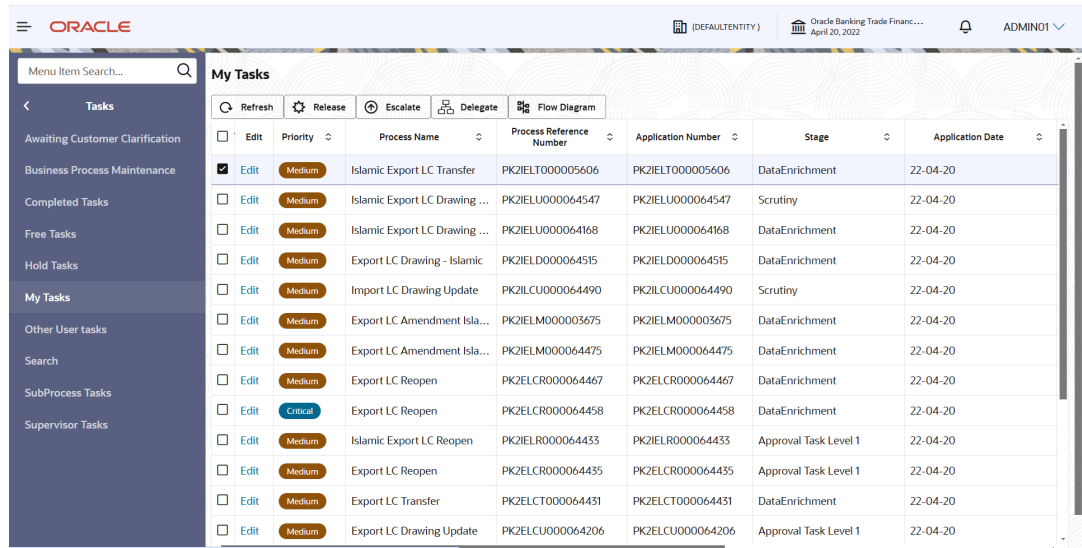 ORACLE
(DEFAULTENTITY)
Oracle Banking Trade Financ...
April 20, 2022
ADMIN01
Menu Item Search...
Tasks
Awaiting Customer Clarification
Business Process Maintenance
Completed Tasks
Free Tasks
Hold Tasks
My Tasks
Other User tasks
Search
SubProcess Tasks
Supervisor Tasks
My Tasks
Refresh Release Escalate Delegate Flow Diagram
Edit Priority Process Name Process Reference Number Application Number Stage Application Date
Edit Medium Islamic Export LC Transfer PK2IELT000005606 PK2IELT000005606 DataEnrichment 22-04-20
Edit Medium Islamic Export LC Drawing ... PK2IELU000064547 PK2IELU000064547 Scrutiny 22-04-20
Edit Medium Islamic Export LC Drawing ... PK2IELU000064168 PK2IELU000064168 DataEnrichment 22-04-20
Edit Medium Export LC Drawing - Islamic PK2IELD000064515 PK2IELD000064515 DataEnrichment 22-04-20
Edit Medium Import LC Drawing Update PK2ILCU000064490 PK2ILCU000064490 Scrutiny 22-04-20
Edit Medium Export LC Amendment Isla... PK2IELM000003675 PK2IELM000003675 DataEnrichment 22-04-20
Edit Medium Export LC Amendment Isla... PK2IELM000064475 PK2IELM000064475 DataEnrichment 22-04-20
Edit Medium Export LC Reopen PK2ELCR000064467 PK2ELCR000064467 DataEnrichment 22-04-20
Edit Critical Export LC Reopen PK2ELCR000064458 PK2ELCR000064458 DataEnrichment 22-04-20
Edit Medium Islamic Export LC Reopen PK2IELR000064433 PK2IELR000064433 Approval Task Level 1 22-04-20
Edit Medium Export LC Reopen PK2ELCR000064435 PK2ELCR000064435 Approval Task Level 1 22-04-20
Edit Medium Export LC Transfer PK2ELCT000064431 PK2ELCT000064431 DataEnrichment 22-04-20
Edit Medium Export LC Drawing Update PK2ELCU000064206 PK2ELCU000064206 Approval Task Level 1 22-04-20